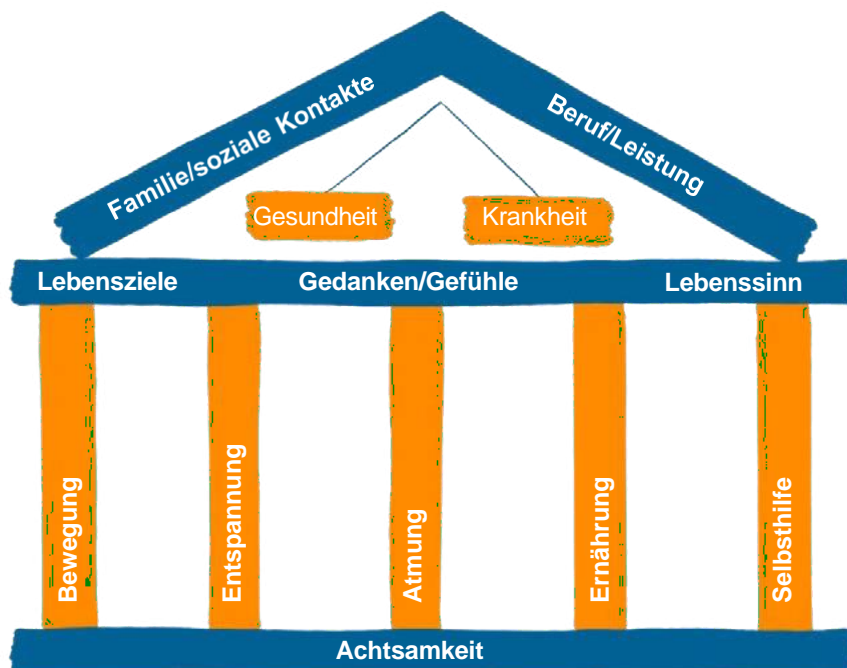 Familie/soziale Kontakte
Beruf/Leistung
Gesundheit
Krankheit
Lebensziele
Gedanken/Gefühle
Lebenssinn
Bewegung
Entspannung
Atmung
Ernährung
Selbsthilfe
Achtsamkeit